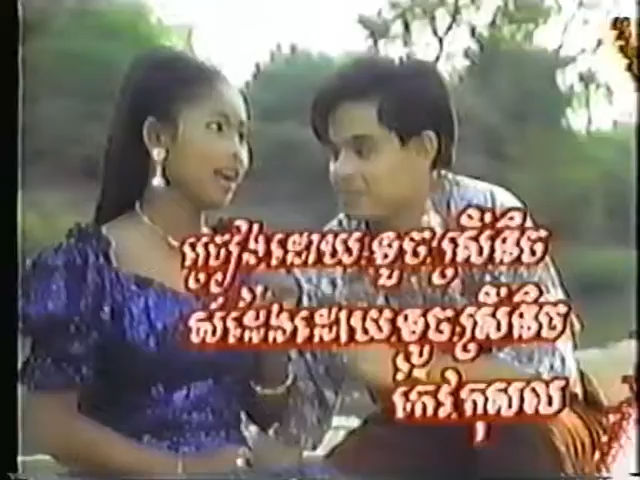 ច្រៀងដោយ ទូច ស្រីនិច
សំដែងដោយ ទូច ស្រីនិច
កែវ កុសល